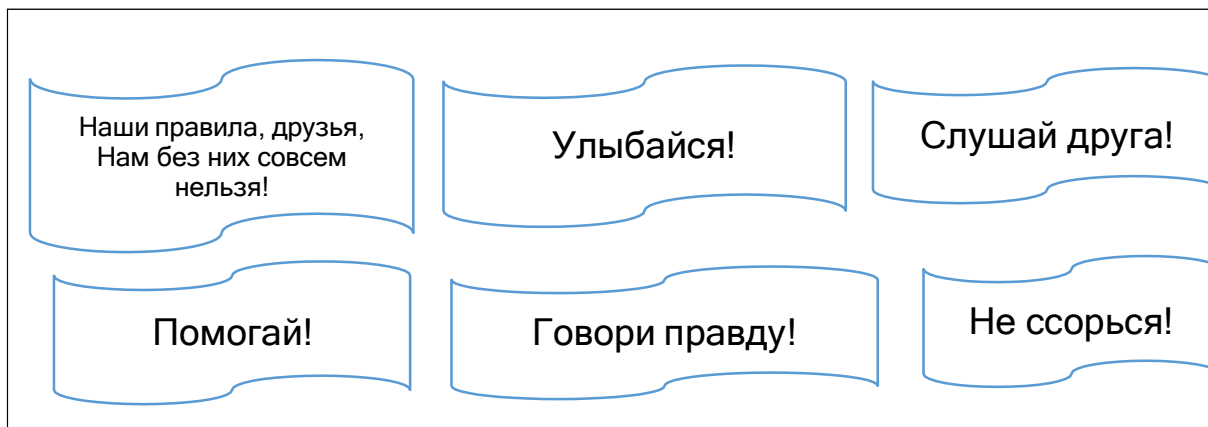 Наши правила, друзья,
Нам без них совсем
нельзя!
Улыбайся!
Слушай друга!
Помогай!
Говори правду!
Не ссорься!